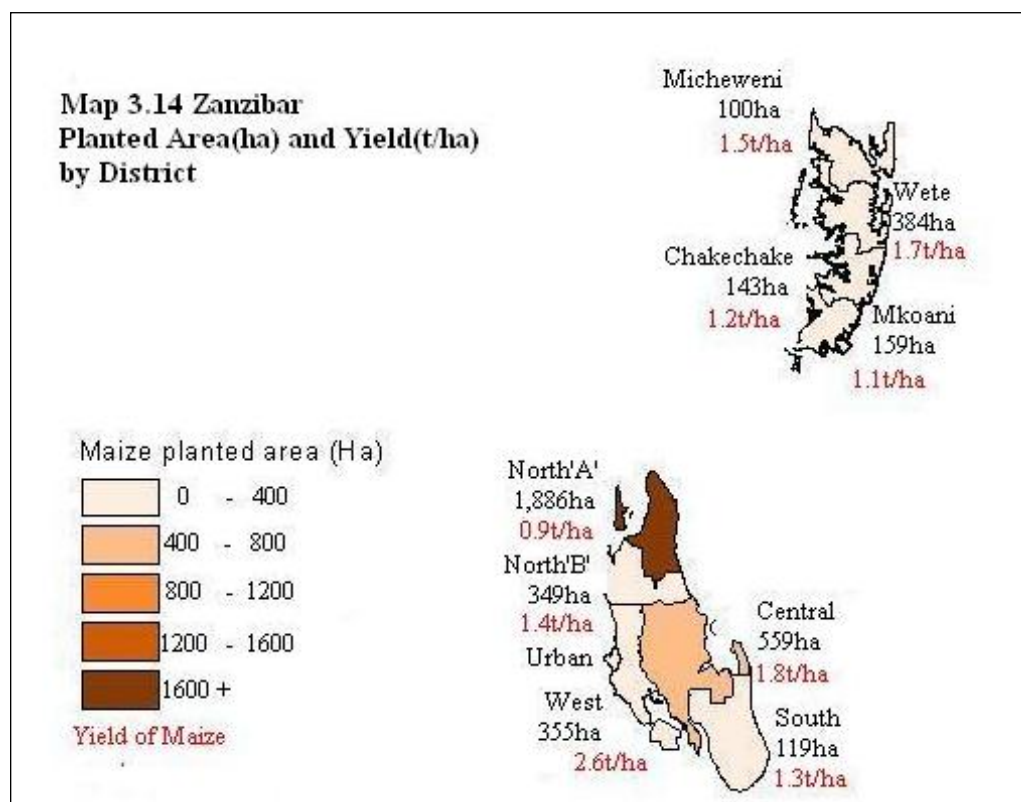 Map 3.14 Zanzibar
Planted Area(ha) and Yield(t/ha)
by District
Micheweni
100ha
1.5t/ha
Wete
384ha
1.7t/ha
Chakechake
143ha
1.2t/ha
Mkoani
159ha
1.1t/ha
Maize planted area (Ha)
0 - 400
400 - 800
800 - 1200
1200 - 1600
1600 +
Yield of Maize
North'A'
1,886ha
0.9t/ha
North'B'
349ha
1.4t/ha
Urban
West
355ha
2.6t/ha
Central
559ha
1.8t/ha
South
119ha
1.3t/ha